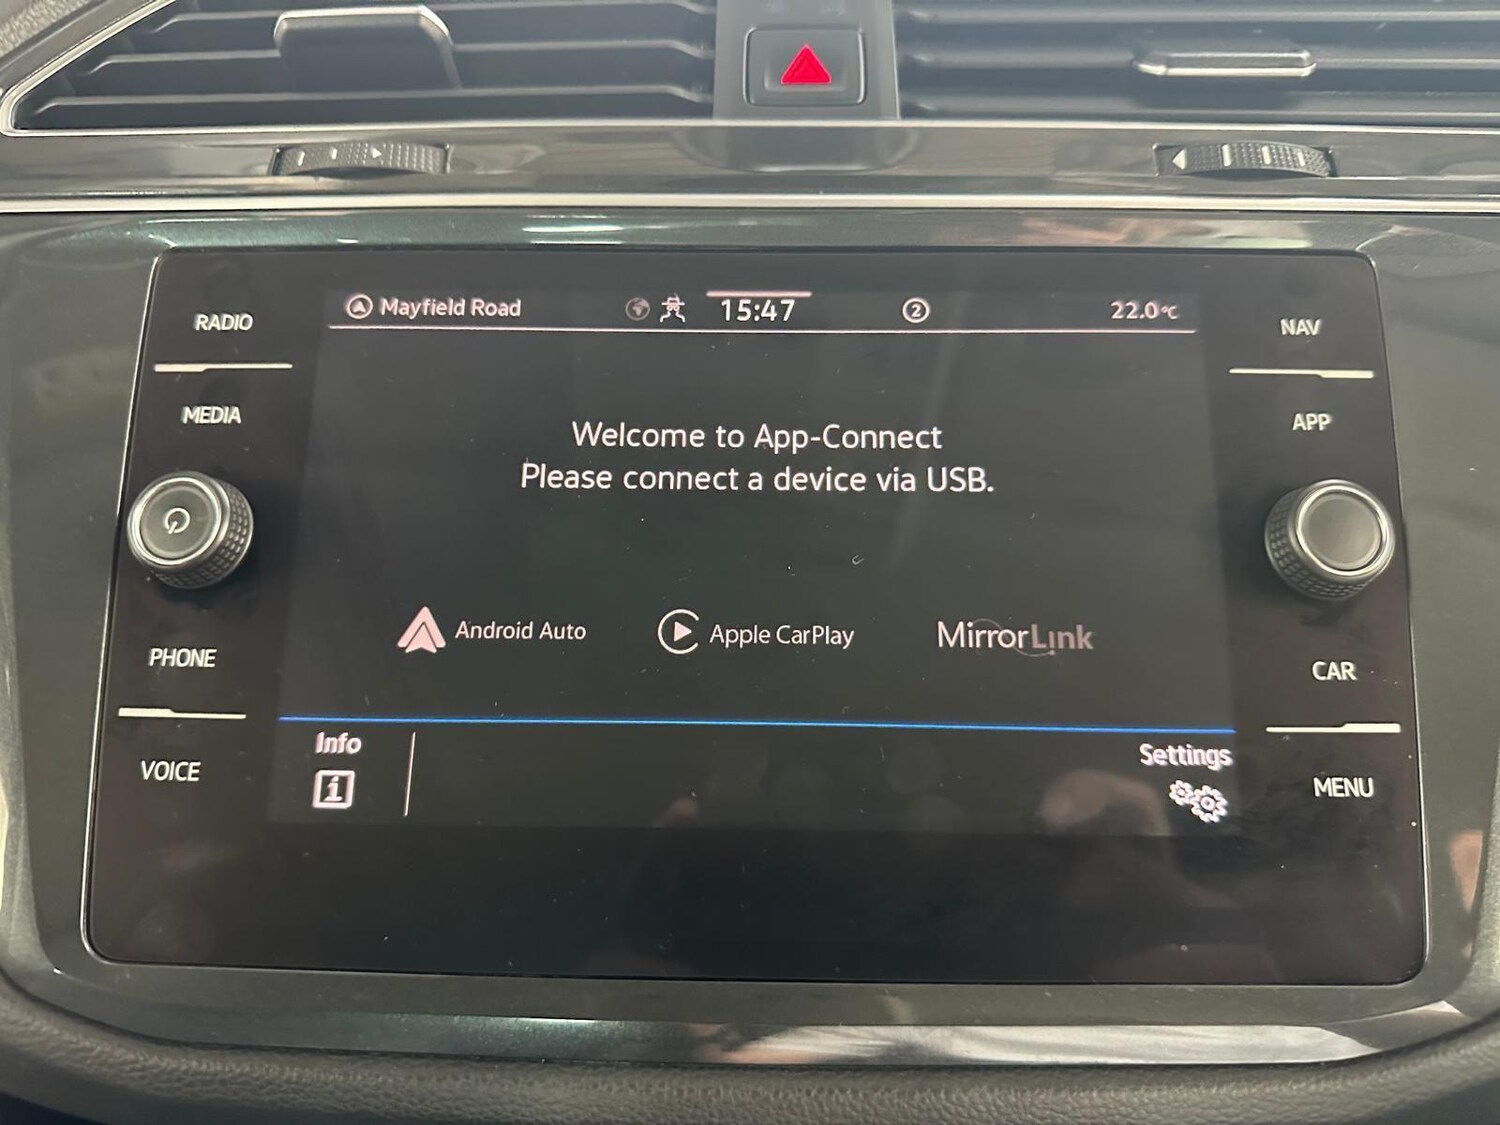 Mayfield Road
15:47
2
22.0°C
RADIO
MEDIA
PHONE
VOICE
NAV
APP
CAR
MENU
Welcome to App-Connect
Please connect a device via USB.
Android Auto
Apple CarPlay
MirrorLink
Info
i
Settings